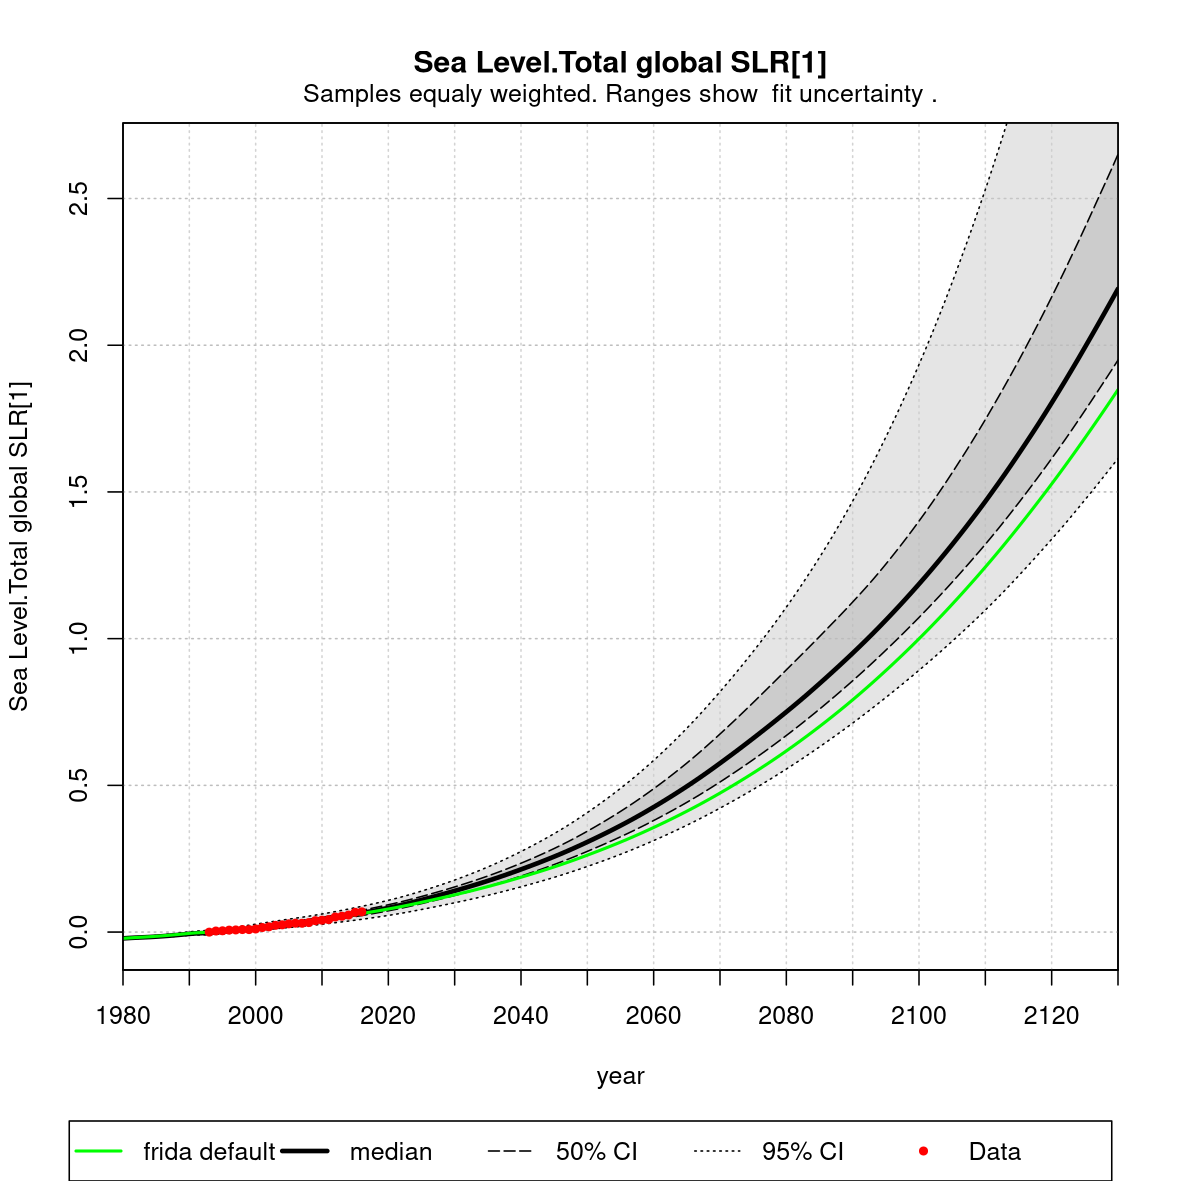 Sea Level.Total global SLR[1]
Samples equaly weighted. Ranges show  fit uncertainty .
Sea Level.Total global SLR[1]
2.5
2.0
1.5
1.0
0.5
0.0
1980 2000 2020 2040 2060 2080 2100 2120
year
frida default median 50% CI 95% CI Data